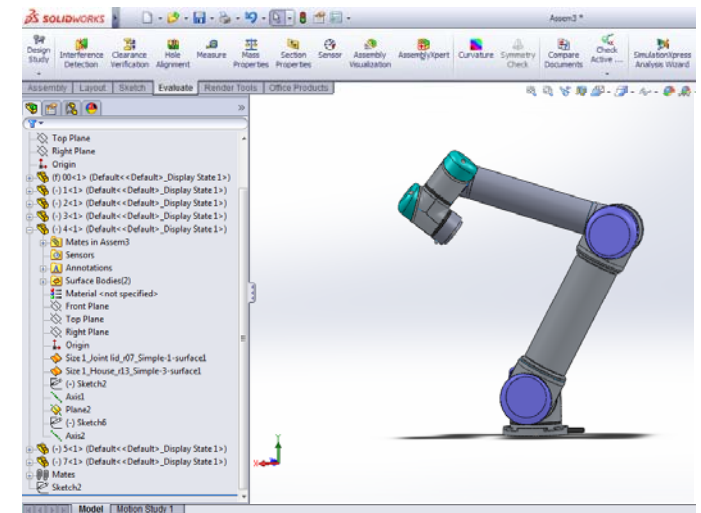 SOLIDWORKS
Assem3 *
Design Study
Interference Detection
Clearance Verification
Hole Alignment
Measure
Mass Properties
Section Properties
Sensor
Assembly Visualization
AssemblyXpert
Curvature
Symmetry Check
Compare Documents
Check Active ...
SimulationXpress Analysis Wizard
Assembly Layout Sketch Evaluate Render Tools Office Products
Top Plane
Right Plane
Origin
(f) 00<1> (Default<<Default>_Display State 1>)
(-) 1<1> (Default<<Default>_Display State 1>)
(-) 2<1> (Default<<Default>_Display State 1>)
(-) 3<1> (Default<<Default>_Display State 1>)
(-) 4<1> (Default<<Default>_Display State 1>)
Mates in Assem3
Sensors
Annotations
Surface Bodies(2)
Material <not specified>
Front Plane
Top Plane
Right Plane
Origin
Size 1_Joint lid_r07_Simple-1-surface1
Size 1_House_r13_Simple-3-surface1
(-) Sketch2
Axis1
Plane2
(-) Sketch6
Axis2
(-) 5<1> (Default<<Default>_Display State 1>)
(-) 7<1> (Default<<Default>_Display State 1>)
Mates
Sketch2
Y
X
Model Motion Study 1